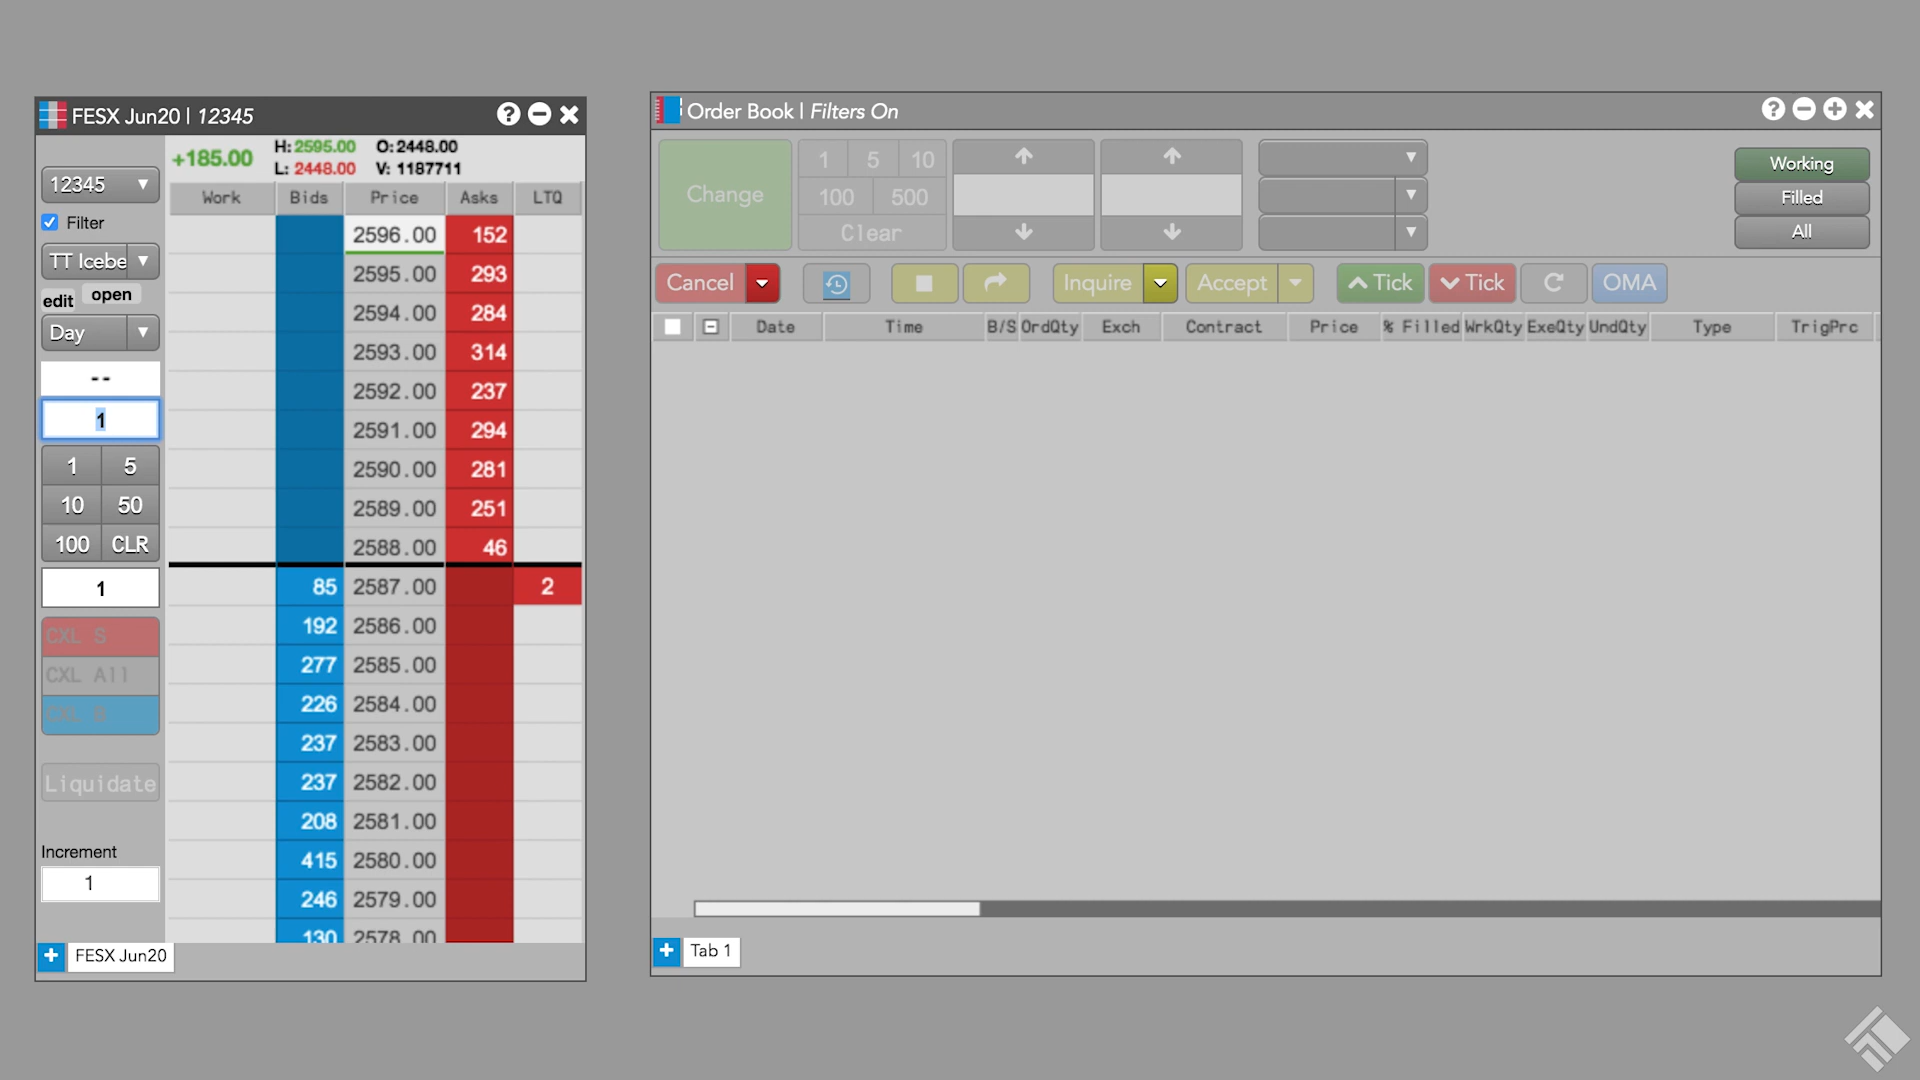 FESX Jun20 | 12345
+185.00
H: 2595.00 O: 2448.00
L: 2448.00 V: 1187711
12345
Filter
TT Icebe
edit open
Day
--
1
1 5
10 50
100 CLR
1
CXL S
CXL All
CXL B
Liquidate
Increment
1
Work Bids Price Asks LTQ
2596.00 152
2595.00 293
2594.00 284
2593.00 314
2592.00 237
2591.00 294
2590.00 281
2589.00 251
2588.00 46
85 2587.00 2
192 2586.00
277 2585.00
226 2584.00
237 2583.00
237 2582.00
208 2581.00
415 2580.00
246 2579.00
130 2578.00
FESX Jun20
Order Book | Filters On
Change
1 5 10
100 500
Clear
Working
Filled
All
Cancel Inquire Accept Tick Tick OMA
Date Time B/S OrdQty Exch Contract Price % Filled WrkQty ExeQty UndQty Type TrigPrc
Tab 1